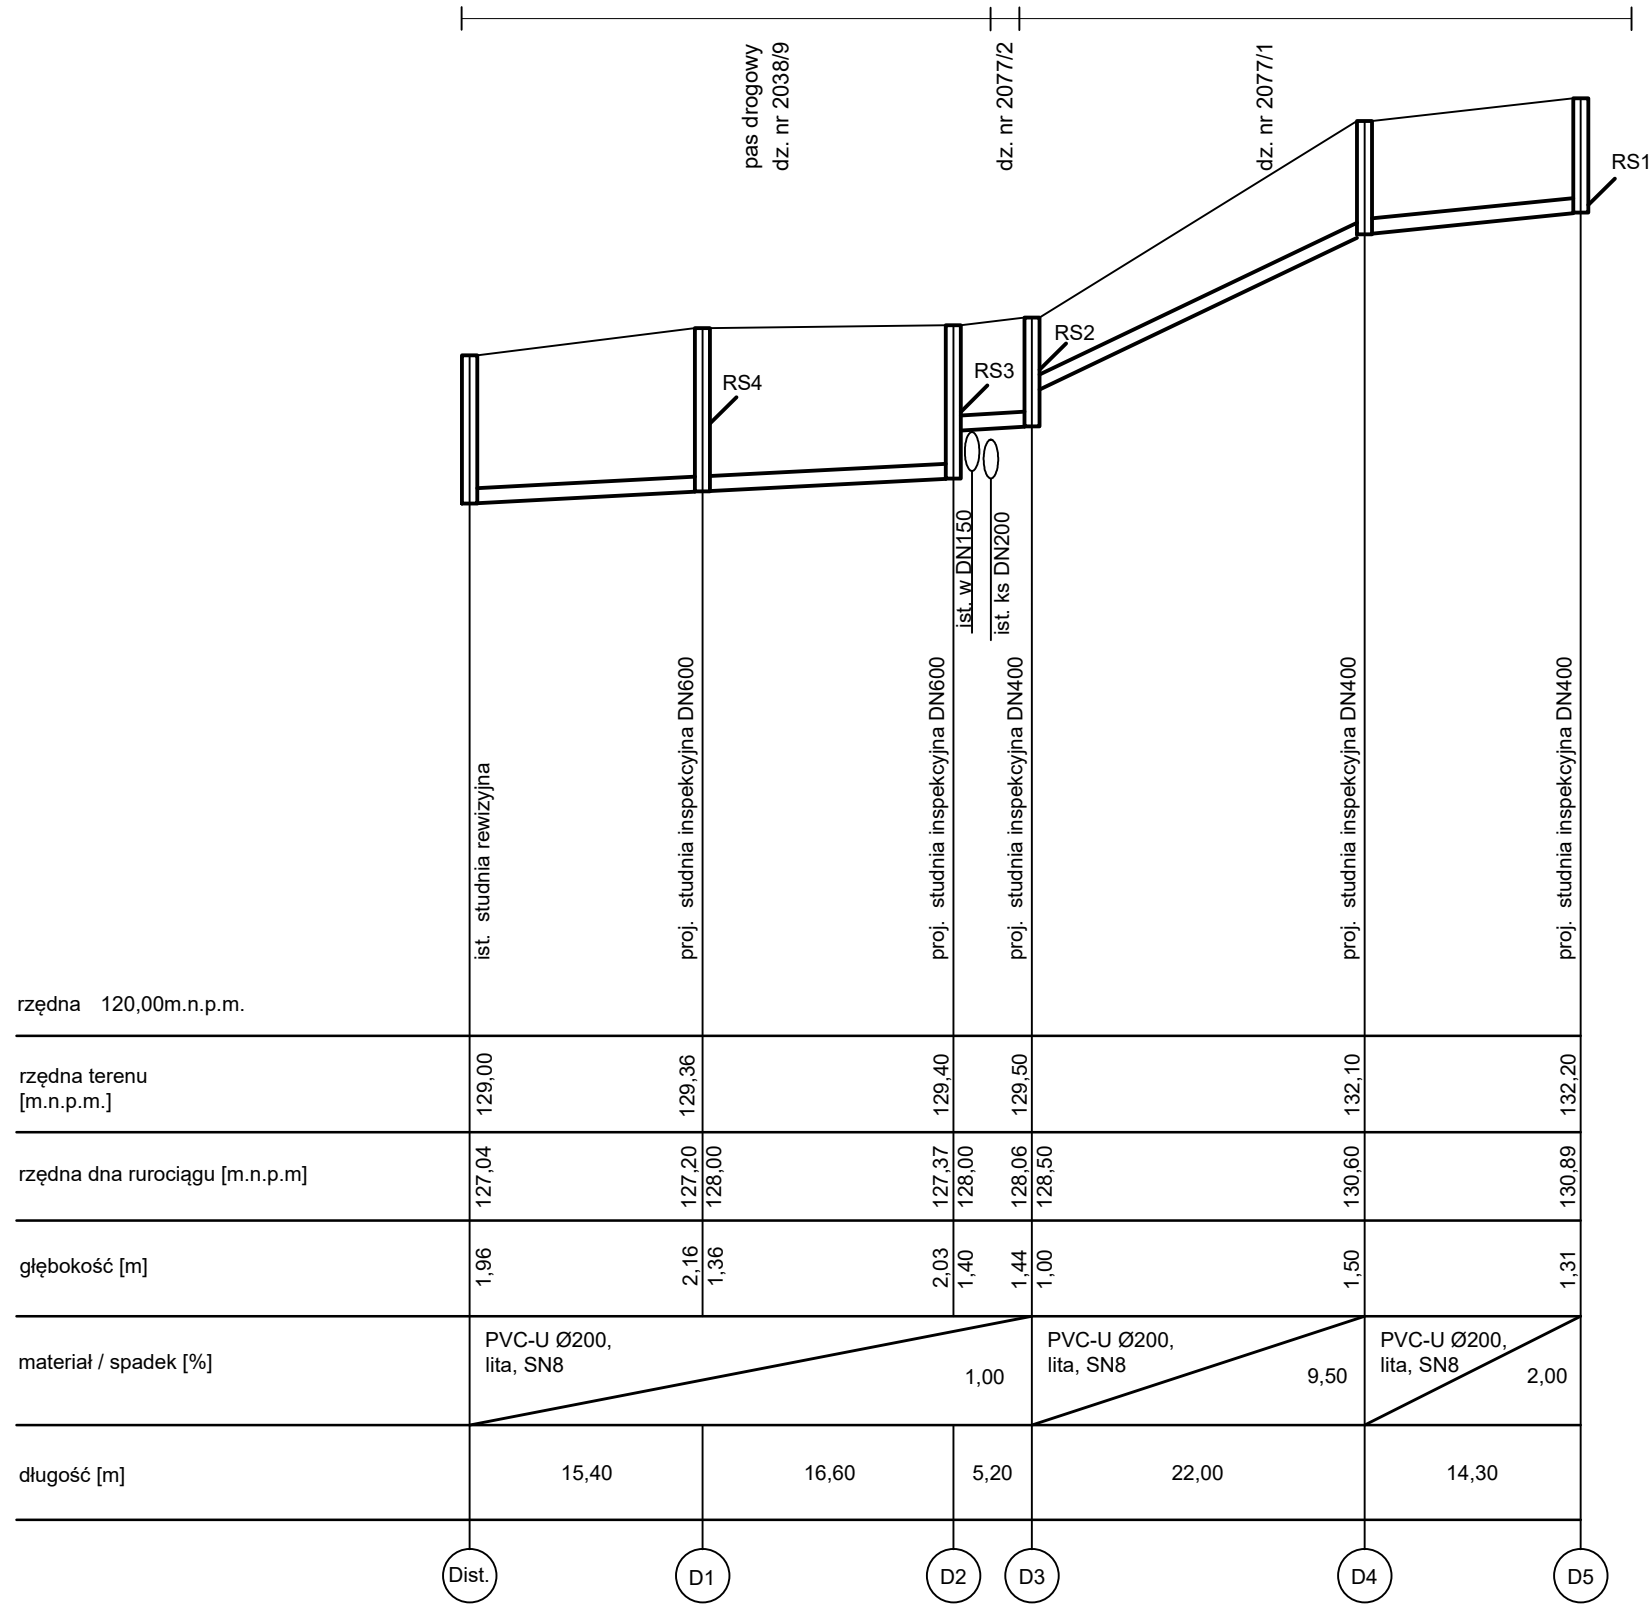 pas drogowy
dz. nr 2038/9
dz. nr 2077/2
dz. nr 2077/1
RS1
RS2
RS3
RS4
ist. w DN150
ist. ks DN200
ist. studnia rewizyjna
proj. studnia inspekcyjna DN600
proj. studnia inspekcyjna DN600
proj. studnia inspekcyjna DN400
proj. studnia inspekcyjna DN400
proj. studnia inspekcyjna DN400
rzędna 120,00m.n.p.m.
rzędna terenu
[m.n.p.m.]
129,00
129,36
129,40
129,50
132,10
132,20
rzędna dna rurociągu [m.n.p.m]
127,04
127,20
128,00
127,37
128,00
128,06
128,50
130,60
130,89
głębokość [m]
1,96
2,16
1,36
2,03
1,40
1,44
1,00
1,50
1,31
materiał / spadek [%]
PVC-U Ø200,
lita, SN8
1,00
PVC-U Ø200,
lita, SN8
9,50
PVC-U Ø200,
lita, SN8
2,00
długość [m]
15,40
16,60
5,20
22,00
14,30
Dist.
D1
D2
D3
D4
D5